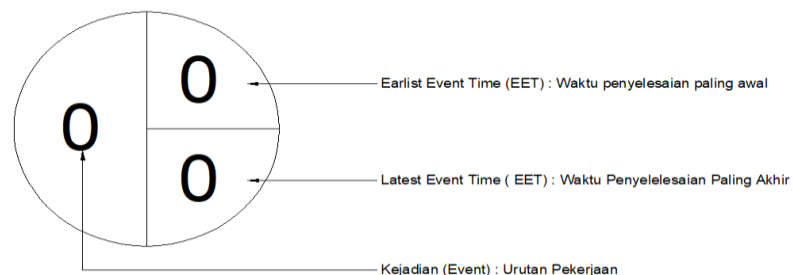 0
0
Earlist Event Time (EET) : Waktu penyelesaian paling awal
0
Latest Event Time ( EET) : Waktu Penyelelesaian Paling Akhir
Kejadian (Event) : Urutan Pekerjaan